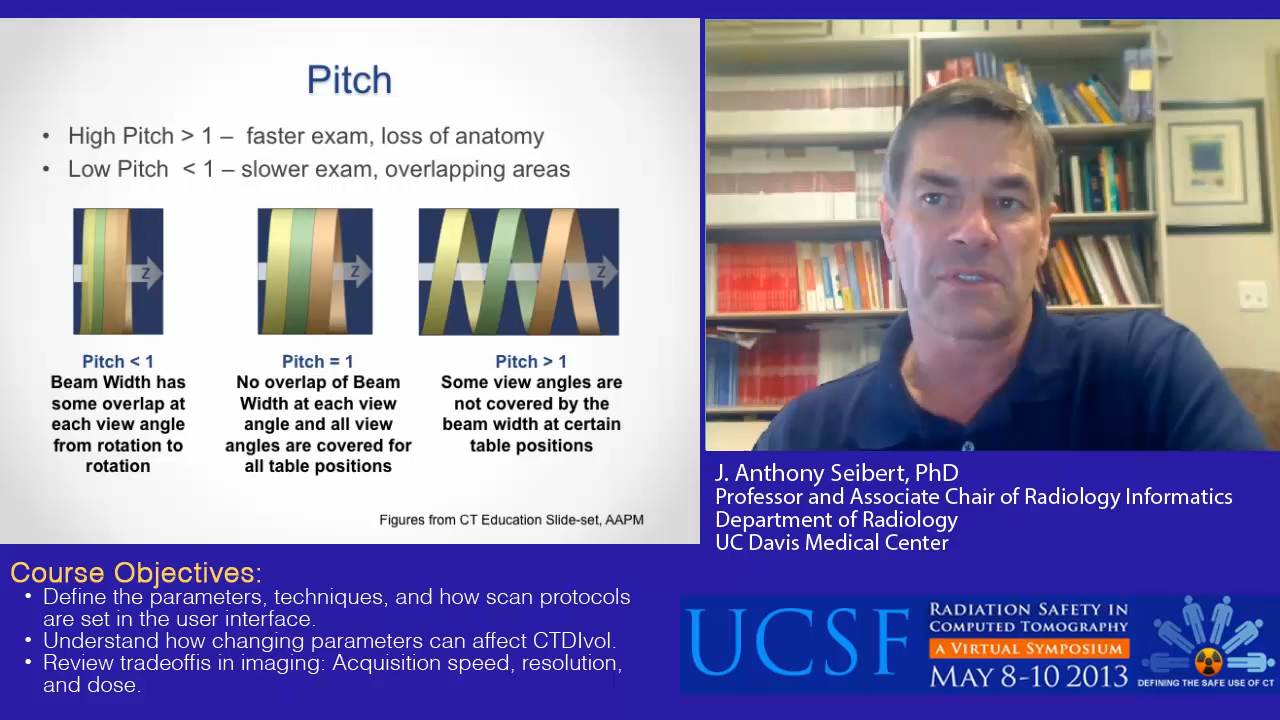 Pitch
• High Pitch > 1 – faster exam, loss of anatomy
• Low Pitch < 1 – slower exam, overlapping areas
Z
Z
Z
Pitch < 1
Beam Width has
some overlap at
each view angle
from rotation to
rotation
Pitch = 1
No overlap of Beam
Width at each view
angle and all view
angles are covered for
all table positions
Pitch > 1
Some view angles are
not covered by the
beam width at certain
table positions
Figures from CT Education Slide-set, AAPM
J. Anthony Seibert, PhD
Professor and Associate Chair of Radiology Informatics
Department of Radiology
UC Davis Medical Center
Course Objectives:
• Define the parameters, techniques, and how scan protocols
are set in the user interface.
• Understand how changing parameters can affect CTDIvol.
• Review tradeoffis in imaging: Acquisition speed, resolution,
and dose.
UCSF
RADIATION SAFETY IN
COMPUTED TOMOGRAPHY
A VIRTUAL SYMPOSIUM
MAY 8-10 2013
DEFINING THE SAFE USE OF CT